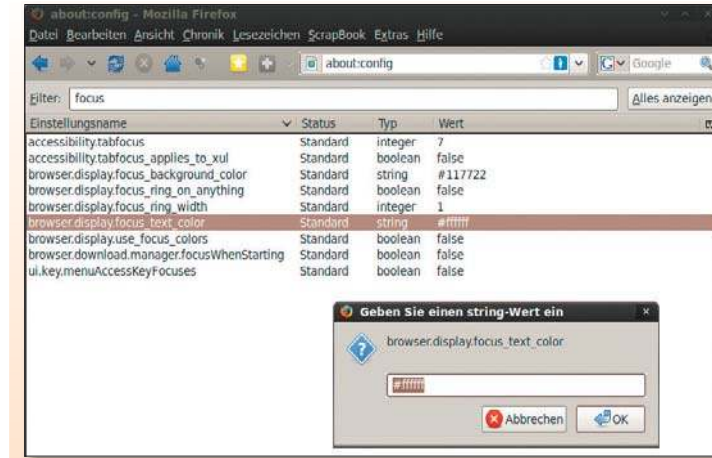 about:config - Mozilla Firefox
Datei Bearbeiten Ansicht Chronik Lesezeichen ScrapBook Extras Hilfe
about:config Google
Filter: focus Alles anzeigen
Einstellungsname Status Typ Wert
accessibility.tabfocus Standard integer 7
accessibility.tabfocus_applies_to_xul Standard boolean false
browser.display.focus_background_color Standard string #117722
browser.display.focus_ring_on_anything Standard boolean false
browser.display.focus_ring_width Standard integer 1
browser.display.focus_text_color Standard string #ffffff
browser.display.use_focus_colors Standard boolean false
browser.download.manager.focusWhenStarting Standard boolean false
ui.key.menuAccessKeyFocuses Standard boolean false
Geben Sie einen string-Wert ein
browser.display.focus_text_color
#ffffff
Abbrechen OK